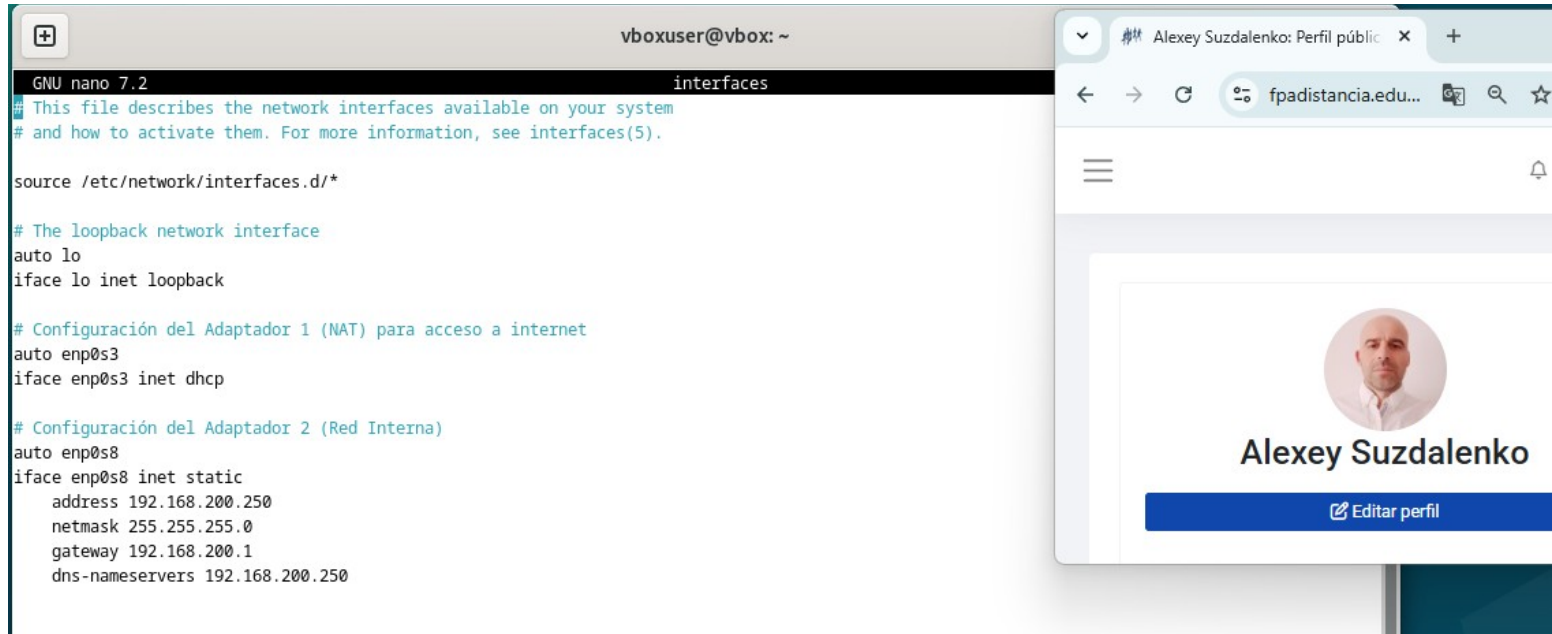 vboxuser@vbox: ~
GNU nano 7.2
interfaces
# This file describes the network interfaces available on your system
# and how to activate them. For more information, see interfaces(5).
source /etc/network/interfaces.d/*
# The loopback network interface
auto lo
iface lo inet loopback
# Configuración del Adaptador 1 (NAT) para acceso a internet
auto enp0s3
iface enp0s3 inet dhcp
# Configuración del Adaptador 2 (Red Interna)
auto enp0s8
iface enp0s8 inet static
    address 192.168.200.250
    netmask 255.255.255.0
    gateway 192.168.200.1
    dns-nameservers 192.168.200.250
Alexey Suzdalenko: Perfil públic
fpadistancia.edu...
Alexey Suzdalenko
Editar perfil